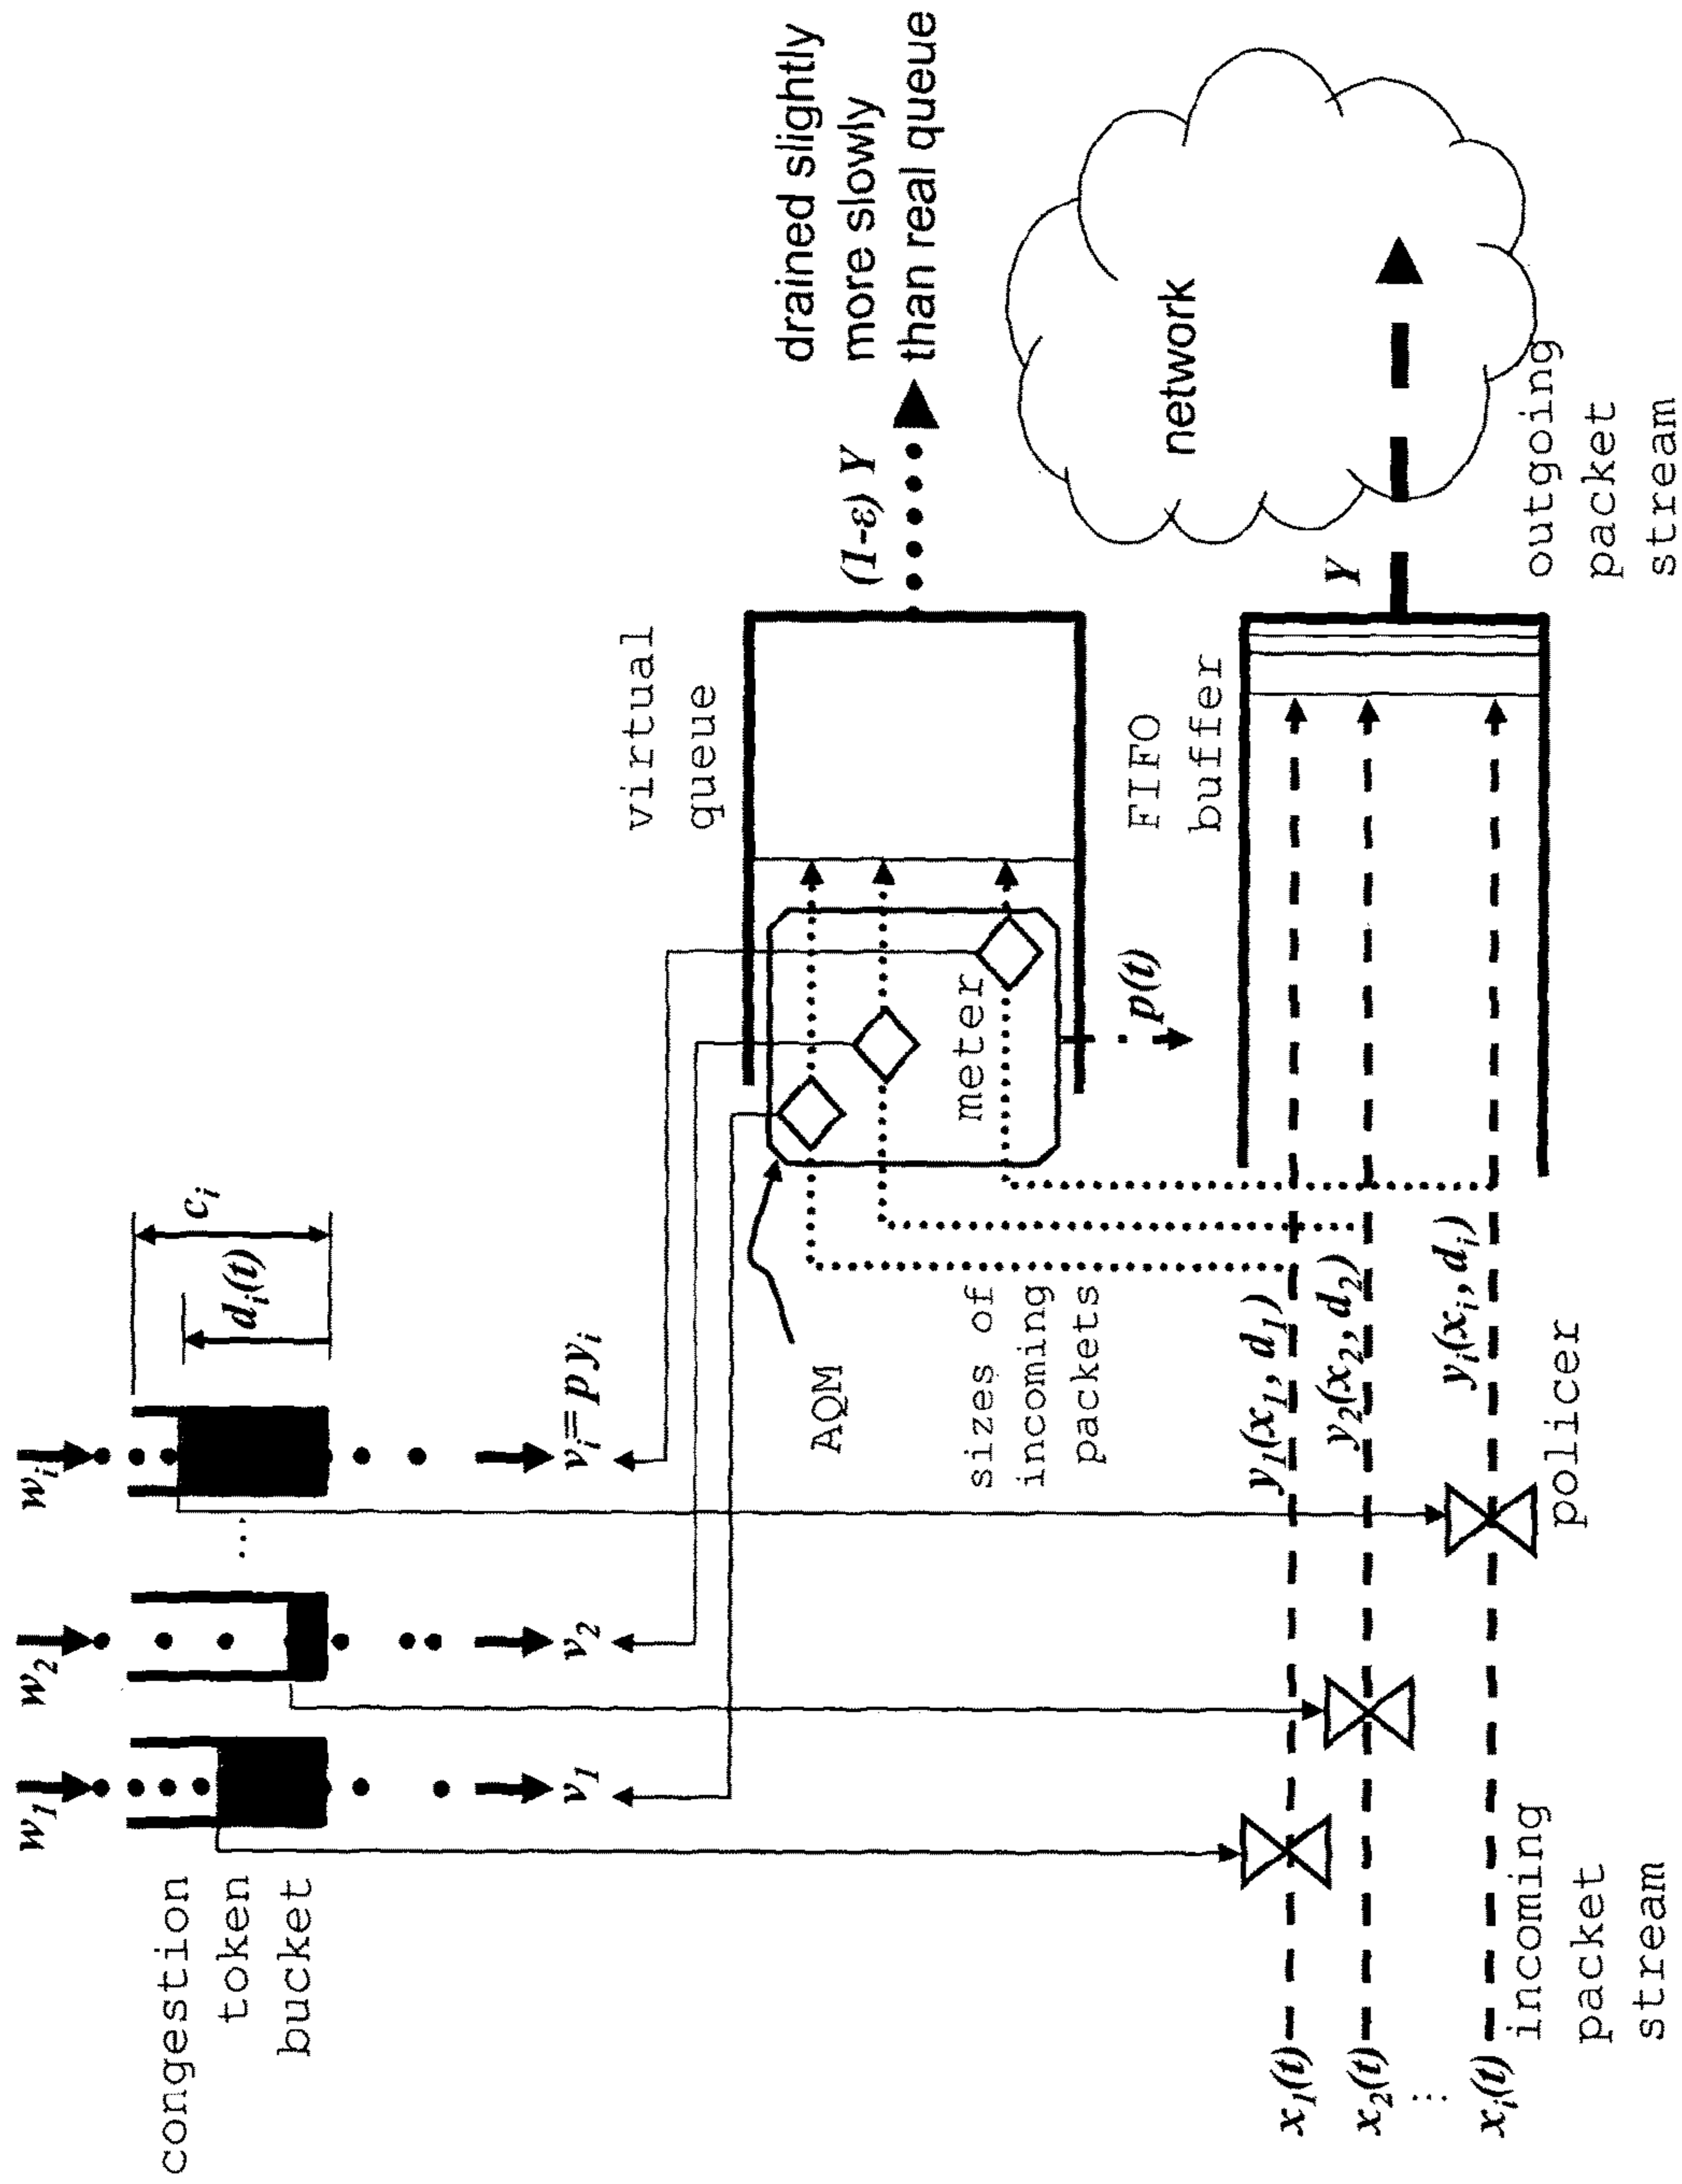 w₁
w₂
wᵢ
congestion
token
bucket
...
dᵢ(t)
cᵢ
v₁
v₂
vᵢ= p yᵢ
virtual
queue
AQM
meter
(1-ε) Y
drained slightly
more slowly
than real queue
sizes of
incoming
packets
p(t)
FIFO
buffer
network
x₁(t)
x₂(t)
...
xᵢ(t)
y₁(x₁, d₁)
y₂(x₂, d₂)
yᵢ(xᵢ, dᵢ)
Y
incoming
packet
stream
policer
outgoing
packet
stream